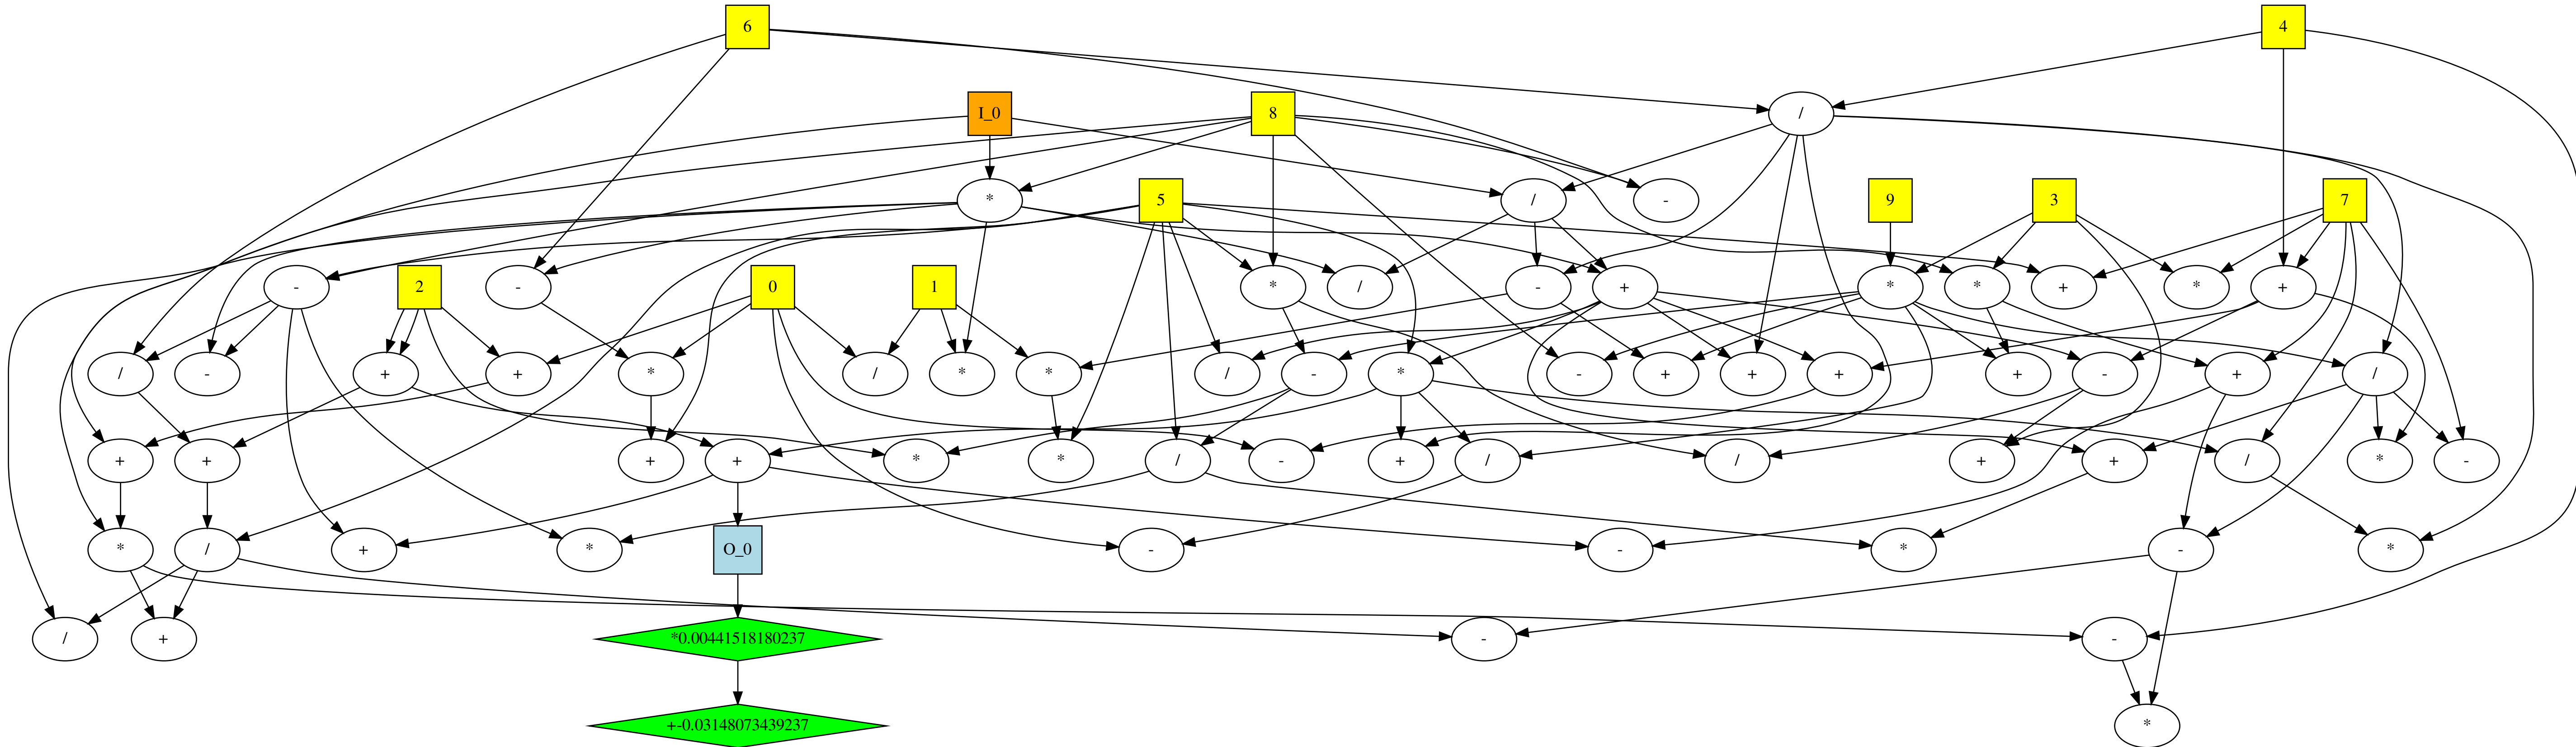 6 4
I_0 8 /
* 5 / - 9 3 7
- 2 - 0 1 * / - + * * + * +
/ - + + * / * * / - * - + + + + - + /
+ + + + * * / - + / / + + / * -
* / + * O_0 - - * - *
/ + *0.00441518180237 - -
+-0.03148073439237 *